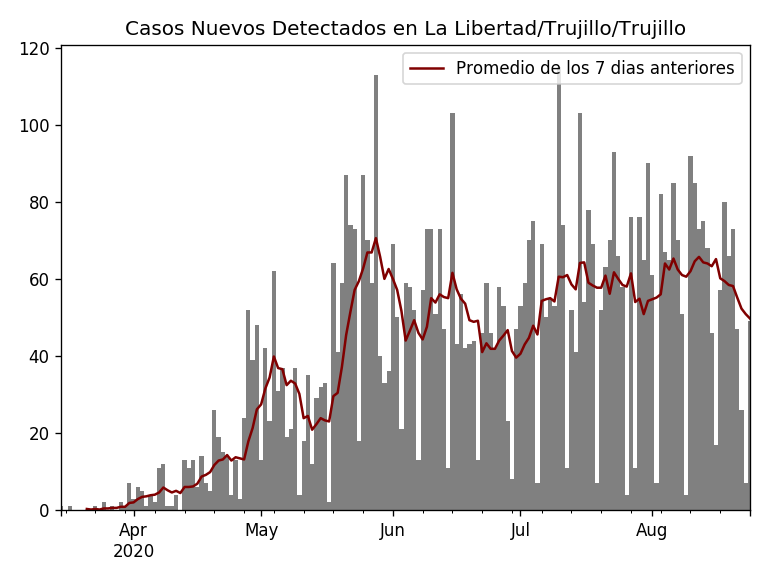 Casos Nuevos Detectados en La Libertad/Trujillo/Trujillo
Promedio de los 7 dias anteriores
120
100
80
60
40
20
0
Apr
2020
May
Jun
Jul
Aug